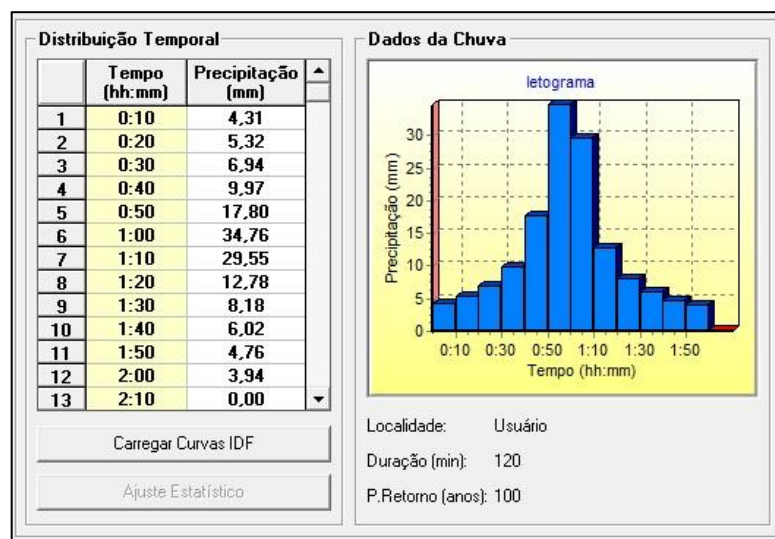 Distribuição Temporal
Tempo (hh:mm) Precipitação (mm)
1 0:10 4,31
2 0:20 5,32
3 0:30 6,94
4 0:40 9,97
5 0:50 17,80
6 1:00 34,76
7 1:10 29,55
8 1:20 12,78
9 1:30 8,18
10 1:40 6,02
11 1:50 4,76
12 2:00 3,94
13 2:10 0,00
Carregar Curvas IDF
Ajuste Estatístico
Dados da Chuva
Ietograma
Precipitação (mm)
30
25
20
15
10
5
0
0:10 0:30 0:50 1:10 1:30 1:50
Tempo (hh:mm)
Localidade: Usuário
Duração (min): 120
P.Retorno (anos): 100